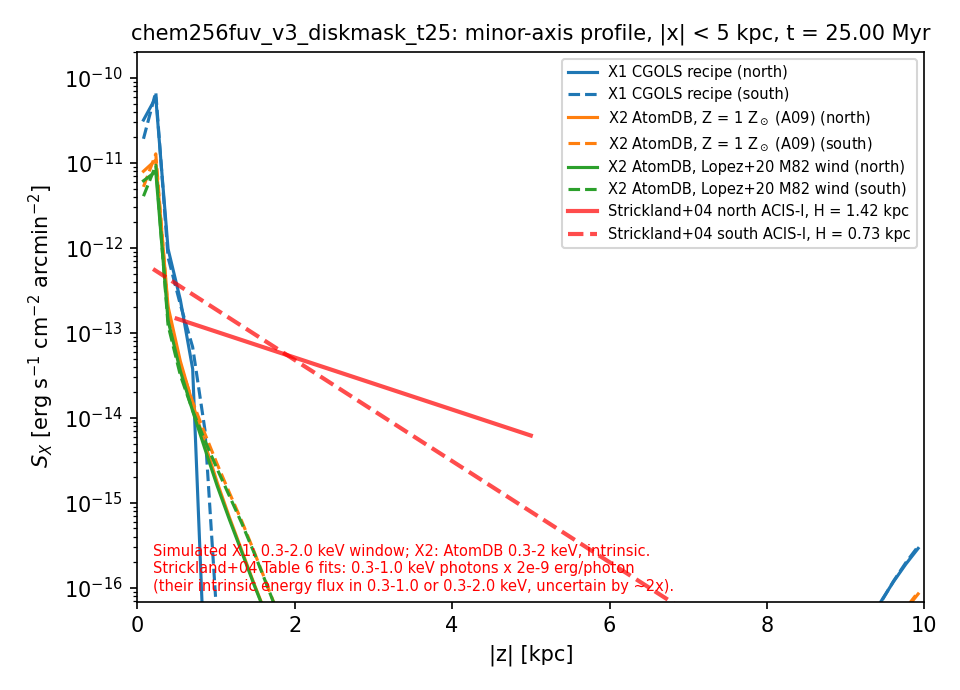 chem256fuv_v3_diskmask_t25: minor-axis profile, |x| < 5 kpc, t = 25.00 Myr
X1 CGOLS recipe (north)
X1 CGOLS recipe (south)
X2 AtomDB, Z = 1 Z⊙ (A09) (north)
X2 AtomDB, Z = 1 Z⊙ (A09) (south)
X2 AtomDB, Lopez+20 M82 wind (north)
X2 AtomDB, Lopez+20 M82 wind (south)
Strickland+04 north ACIS-I, H = 1.42 kpc
Strickland+04 south ACIS-I, H = 0.73 kpc
10⁻¹⁰
10⁻¹¹
10⁻¹²
10⁻¹³
10⁻¹⁴
10⁻¹⁵
10⁻¹⁶
S_X [erg s⁻¹ cm⁻² arcmin⁻²]
Simulated X1: 0.3-2.0 keV window; X2: AtomDB 0.3-2 keV, intrinsic.
Strickland+04 Table 6 fits: 0.3-1.0 keV photons x 2e-9 erg/photon
(their intrinsic energy flux in 0.3-1.0 or 0.3-2.0 keV, uncertain by ~2x).
0 2 4 6 8 10
|z| [kpc]